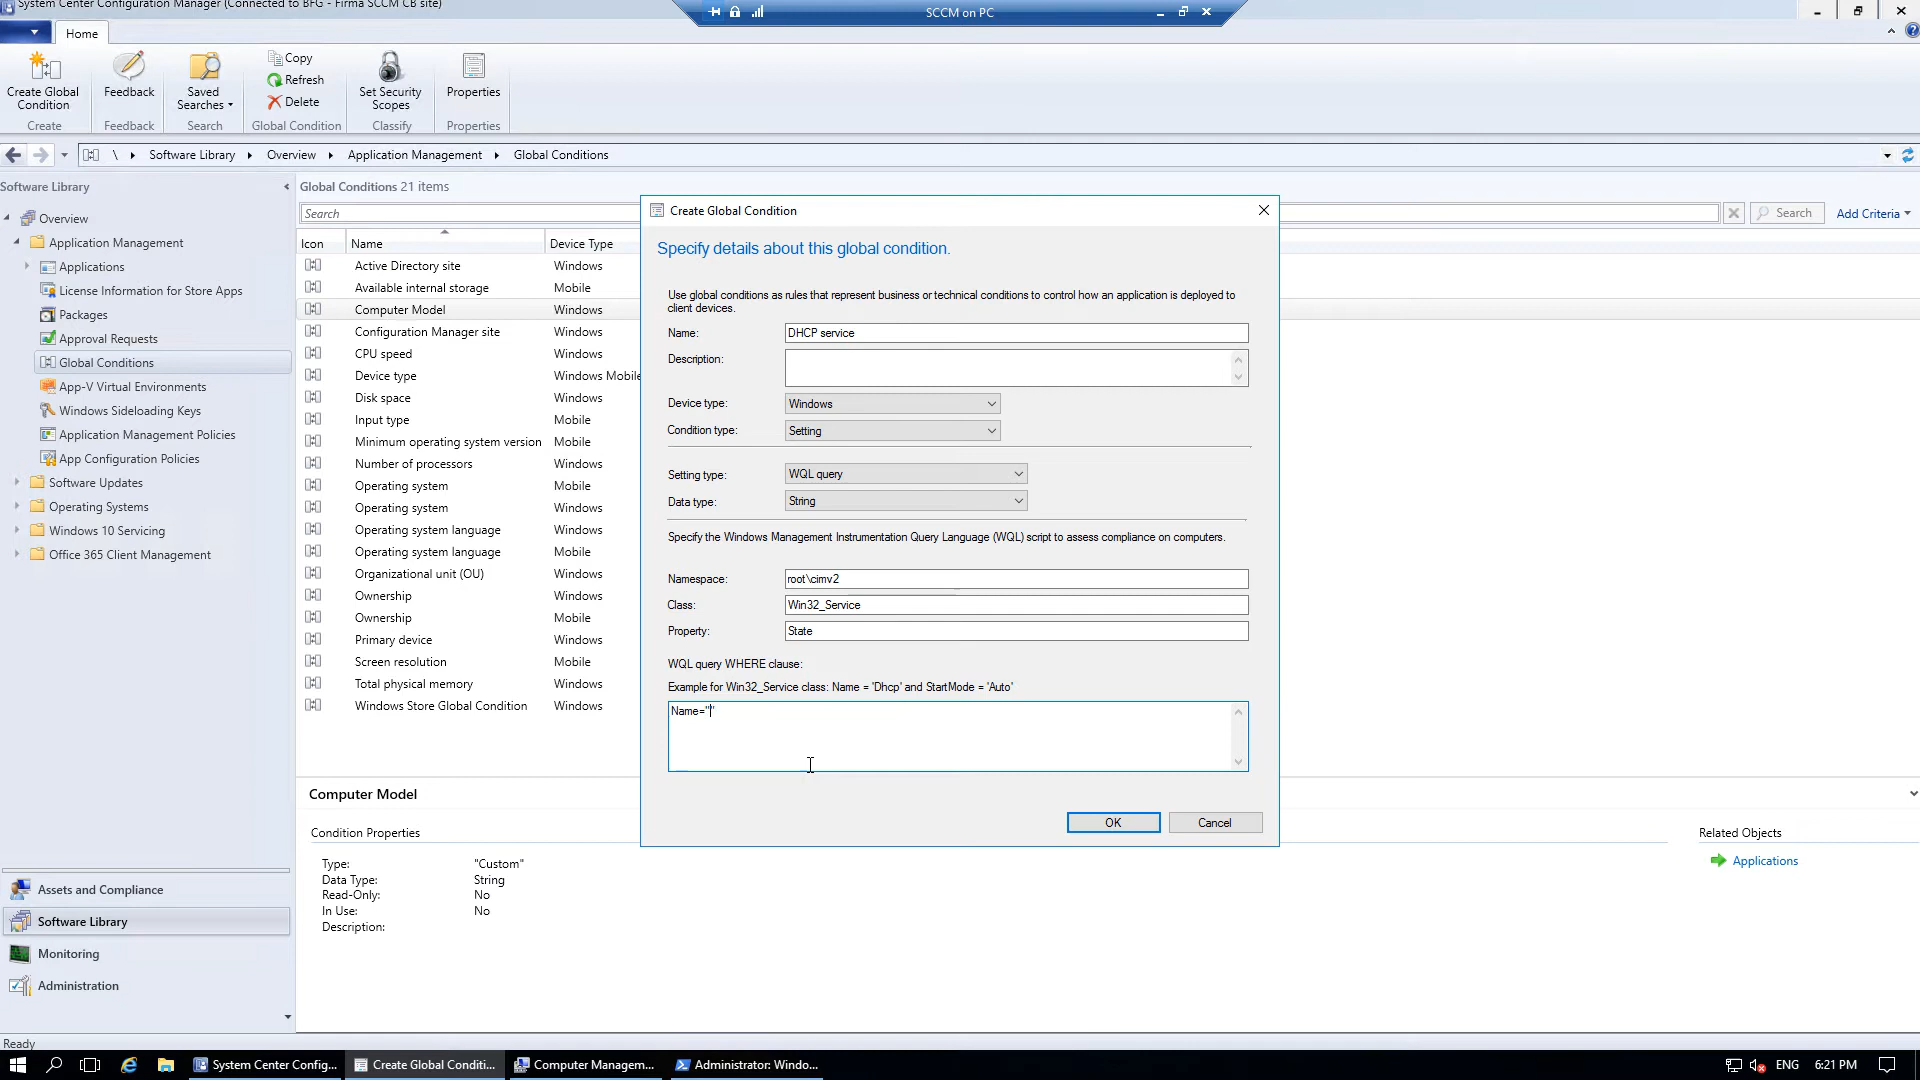 System Center Configuration Manager (Connected to BFG - Firma SCCM CB site)
SCCM on PC
Home
Create Global Condition
Feedback
Saved Searches
Copy
Refresh
Delete
Set Security Scopes
Properties
Create
Feedback
Search
Global Condition
Classify
Properties
\ Software Library Overview Application Management Global Conditions
Software Library
Overview
Application Management
Applications
License Information for Store Apps
Packages
Approval Requests
Global Conditions
App-V Virtual Environments
Windows Sideloading Keys
Application Management Policies
App Configuration Policies
Software Updates
Operating Systems
Windows 10 Servicing
Office 365 Client Management
Assets and Compliance
Software Library
Monitoring
Administration
Global Conditions 21 items
Search
Search
Add Criteria
Icon Name Device Type
Active Directory site Windows
Available internal storage Mobile
Computer Model Windows
Configuration Manager site Windows
CPU speed Windows
Device type Windows Mobile
Disk space Windows
Input type Mobile
Minimum operating system version Mobile
Number of processors Windows
Operating system Mobile
Operating system Windows
Operating system language Windows
Operating system language Mobile
Organizational unit (OU) Windows
Ownership Windows
Ownership Mobile
Primary device Windows
Screen resolution Mobile
Total physical memory Windows
Windows Store Global Condition Windows
Create Global Condition
Specify details about this global condition.
Use global conditions as rules that represent business or technical conditions to control how an application is deployed to
client devices.
Name: DHCP service
Description:
Device type: Windows
Condition type: Setting
Setting type: WQL query
Data type: String
Specify the Windows Management Instrumentation Query Language (WQL) script to assess compliance on computers.
Namespace: root\cimv2
Class: Win32_Service
Property: State
WQL query WHERE clause:
Example for Win32_Service class: Name = 'Dhcp' and StartMode = 'Auto'
Name=""
OK
Cancel
Computer Model
Condition Properties
Type: "Custom"
Data Type: String
Read-Only: No
In Use: No
Description:
Related Objects
Applications
Ready
System Center Config...
Create Global Conditi...
Computer Managem...
Administrator: Windo...
ENG
6:21 PM